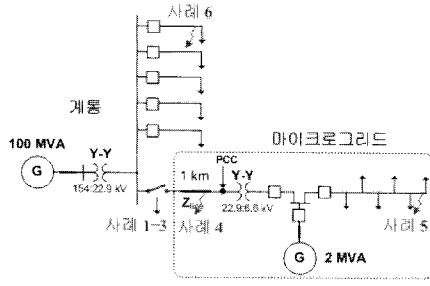 사례 6
계통
마이크로그리드
100 MVA
Y-Y
PCC
1 km
Y-Y
G
154:22.9 kV
Zline
22.9:6.6 kV
사례 1-3
사례 4
사례 5
G
2 MVA